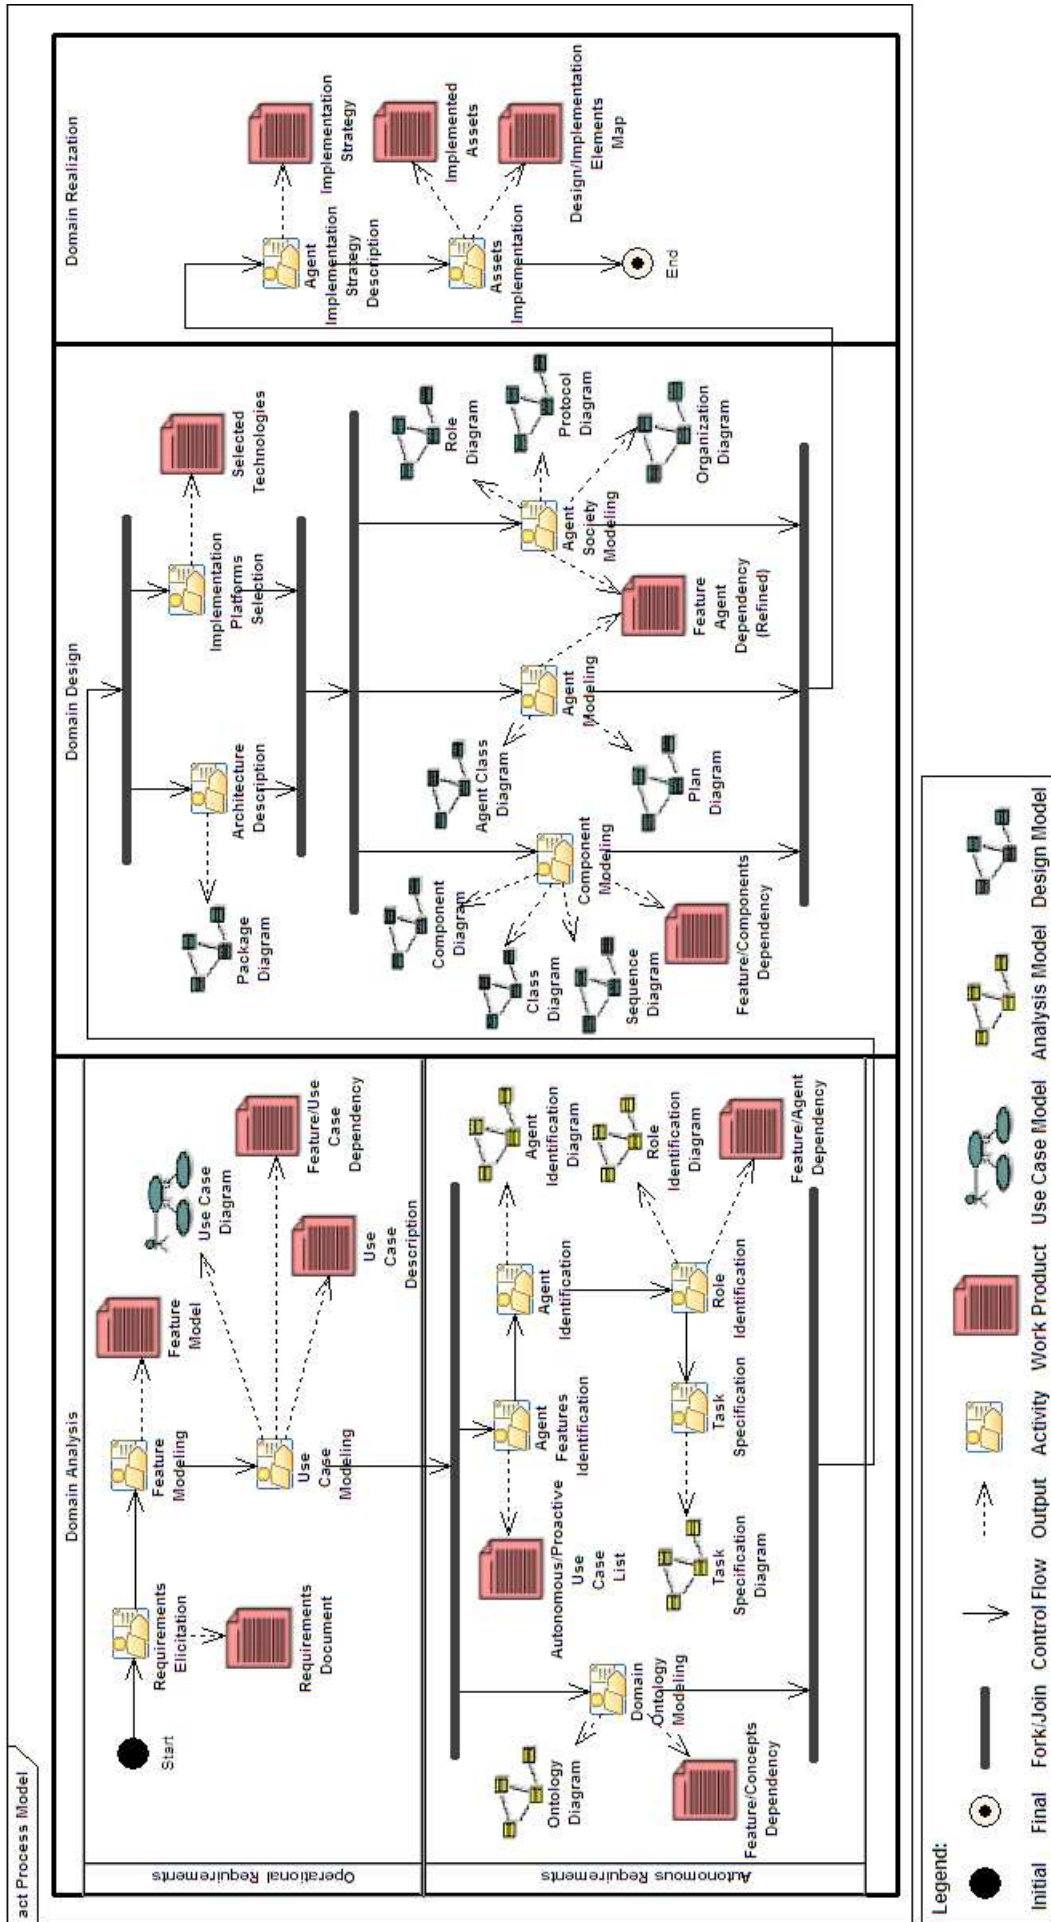 act Process Model
Domain Analysis
Operational Requirements
Start
Requirements
Elicitation
Requirements
Document
Feature
Modeling
Feature
Model
Use
Case
Modeling
Use Case
Diagram
Feature/Use
Case
Dependency
Use
Case
Description
Autonomous Requirements
Ontology
Diagram
Domain
Ontology
Modeling
Feature/Concepts
Dependency
Autonomous/Proactive
Use
Case
List
Agent
Features
Identification
Agent
Identification
Agent
Identification
Diagram
Task
Specification
Diagram
Task
Specification
Role
Identification
Role
Identification
Diagram
Feature/Agent
Dependency
Domain Design
Package
Diagram
Architecture
Description
Implementation
Platforms
Selection
Selected
Technologies
Component
Diagram
Class
Diagram
Sequence
Diagram
Component
Modeling
Feature/Components
Dependency
Agent Class
Diagram
Agent
Modeling
Plan
Diagram
Feature
Agent
Dependency
(Refined)
Agent
Society
Modeling
Role
Diagram
Protocol
Diagram
Organization
Diagram
Domain Realization
Agent
Implementation
Strategy
Description
Implementation
Strategy
Assets
Implementation
Implemented
Assets
Design/Implementation
Elements
Map
End
Legend:
Initial
Final
Fork/Join
Control Flow
Output
Activity
Work Product
Use Case Model
Analysis Model
Design Model